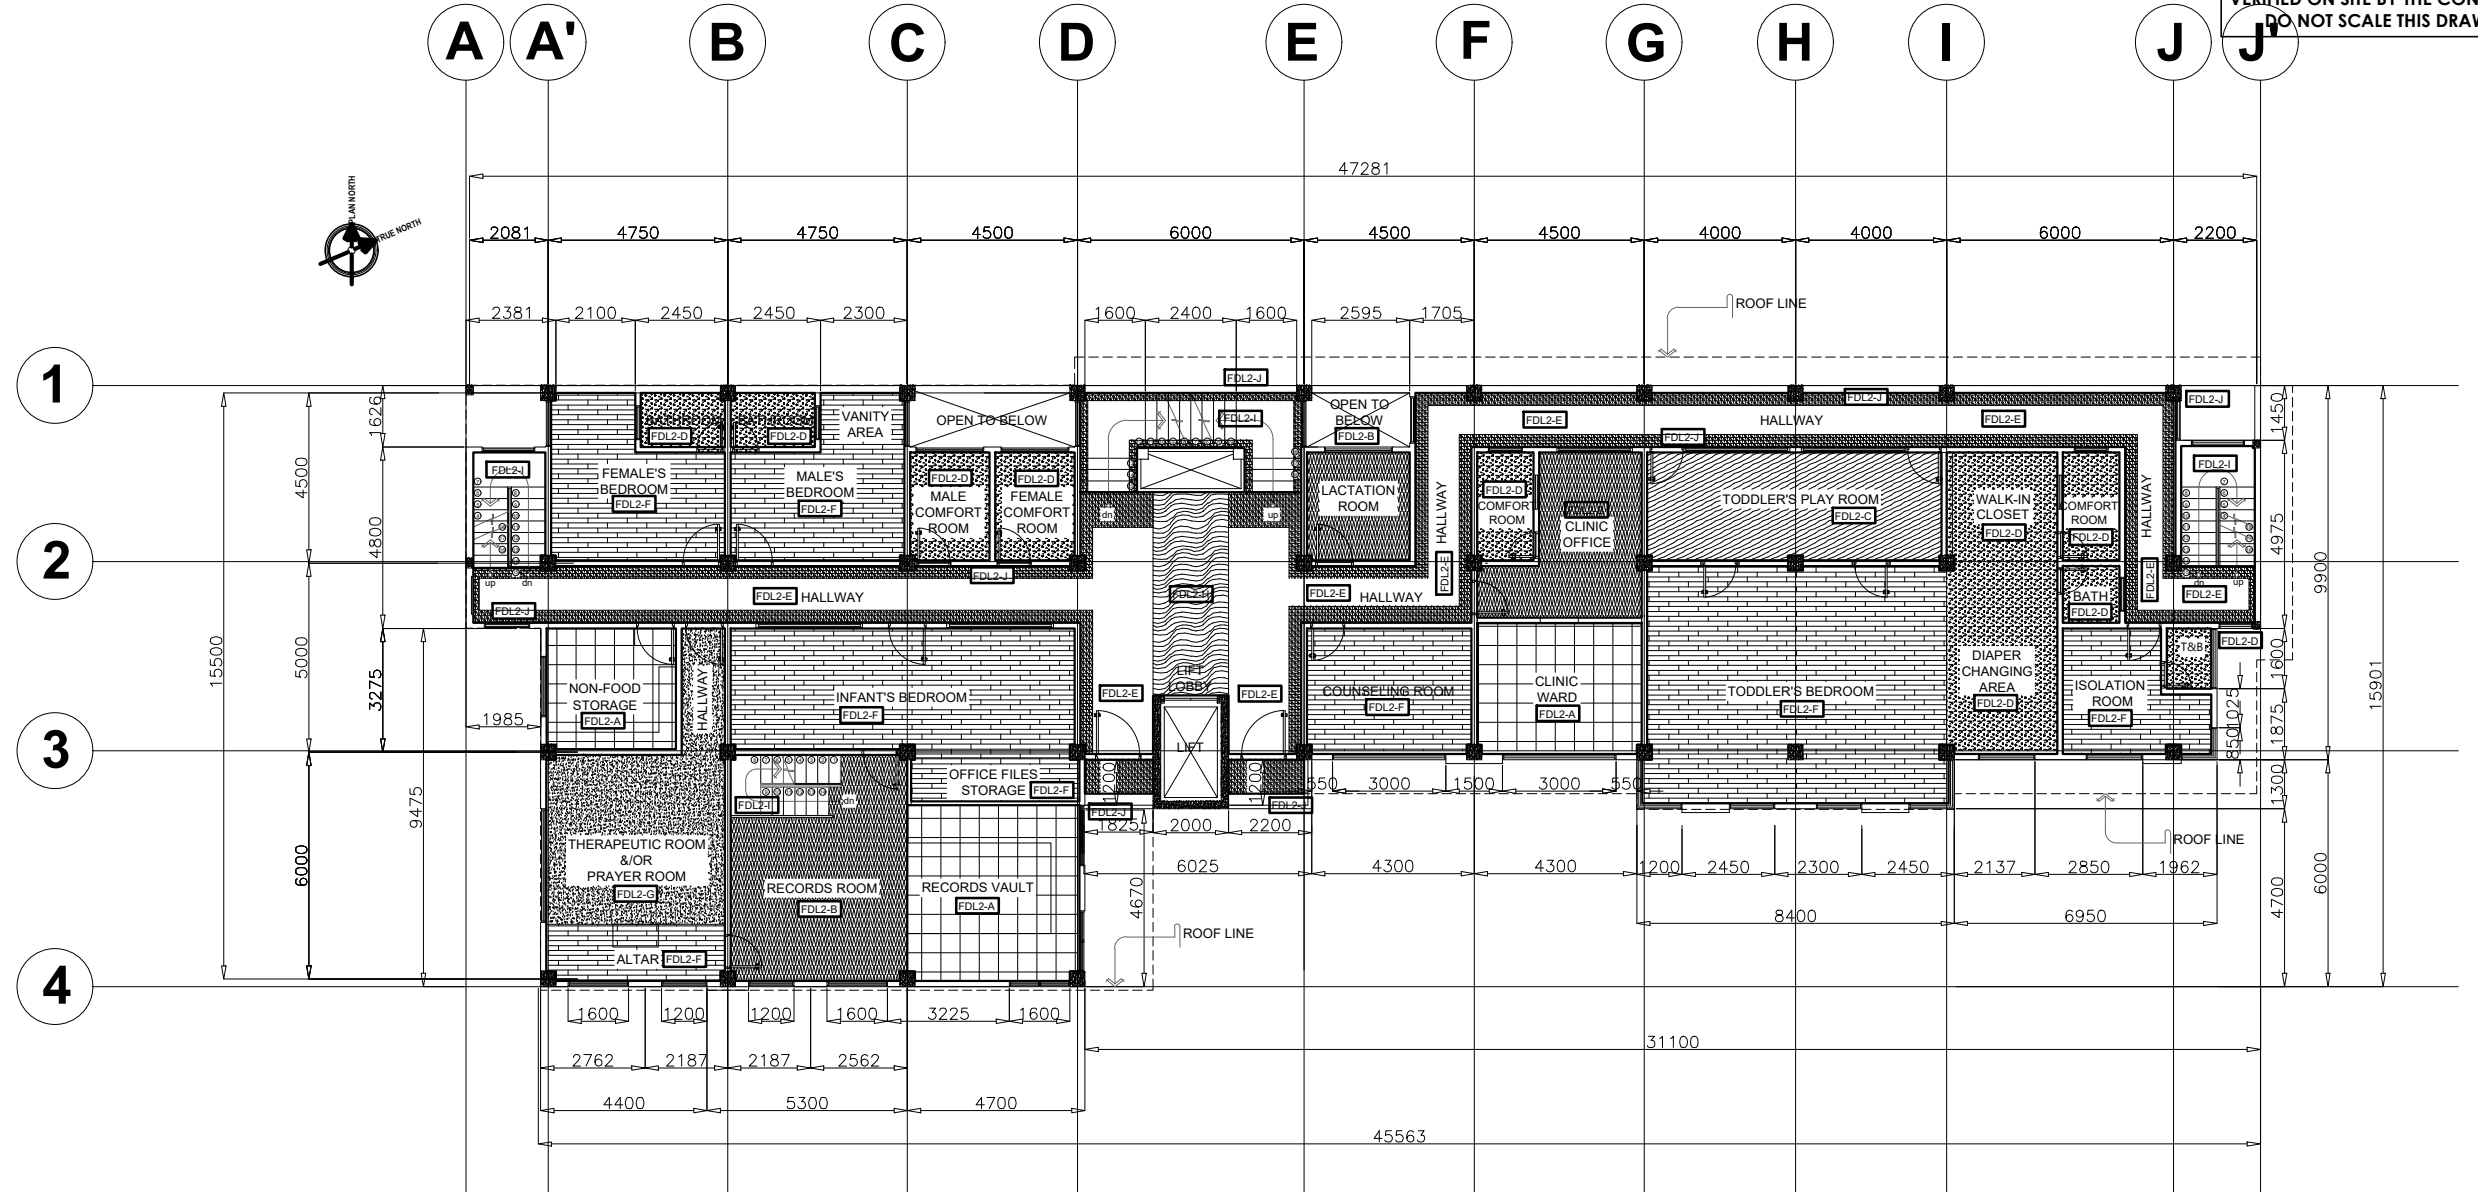 VERIFIED ON SITE BY THE CON
DO NOT SCALE THIS DRAW
A A' B C D E F G H I J J'
PLAN NORTH
TRUE NORTH
47281
2081 4750 4750 4500 6000 4500 4500 4000 4000 6000 2200
2381 2100 2450 2450 2300 1600 2400 1600 2595 1705
ROOF LINE
1
2
3
4
15500
4500
5000
6000
1626
4800
3275
9475
1985
FDL2-I
up dn
FDL2-J
FEMALE'S
BEDROOM
FDL2-F
FDL2-D
FDL2-D
VANITY
AREA
MALE'S
BEDROOM
FDL2-F
OPEN TO BELOW
FDL2-D
MALE
COMFORT
ROOM
FDL2-D
FEMALE
COMFORT
ROOM
FDL2-J
FDL2-E HALLWAY
FDL2-J
FDL2-I
dn
up
LIFT
LOBBY
LIFT
FDL2-E
FDL2-E
OPEN TO
BELOW
FDL2-B
LACTATION
ROOM
FDL2-E
HALLWAY
HALLWAY
FDL2-E
FDL2-E
HALLWAY
FDL2-J
FDL2-E
FDL2-J
FDL2-D
COMFORT
ROOM
CLINIC
OFFICE
TODDLER'S PLAY ROOM
FDL2-C
WALK-IN
CLOSET
FDL2-D
COMFORT
ROOM
FDL2-D
HALLWAY
FDL2-E
BATH
FDL2-D
FDL2-J
FDL2-I
dn up
FDL2-E
FDL2-D
T&B
NON-FOOD
STORAGE
FDL2-A
HALLWAY
INFANT'S BEDROOM
FDL2-F
COUNSELING ROOM
FDL2-F
CLINIC
WARD
FDL2-A
TODDLER'S BEDROOM
FDL2-F
DIAPER
CHANGING
AREA
FDL2-D
ISOLATION
ROOM
FDL2-F
OFFICE FILES
STORAGE
FDL2-F
FDL2-I
dn
THERAPEUTIC ROOM
&/OR
PRAYER ROOM
FDL2-G
RECORDS ROOM
FDL2-B
RECORDS VAULT
FDL2-A
ALTAR
FDL2-F
1200
1200
FDL2-J
1825 2000 2200
550 3000 1500 3000 550
6025 4300 4300 1200 2450 2300 2450 2137 2850 1962
8400 6950
4670
ROOF LINE
ROOF LINE
1450
4975
1600
1025
850
1875
1300
4700
9900
6000
15901
1600 1200 1200 1600 3225 1600
2762 2187 2187 2562
31100
4400 5300 4700
45563